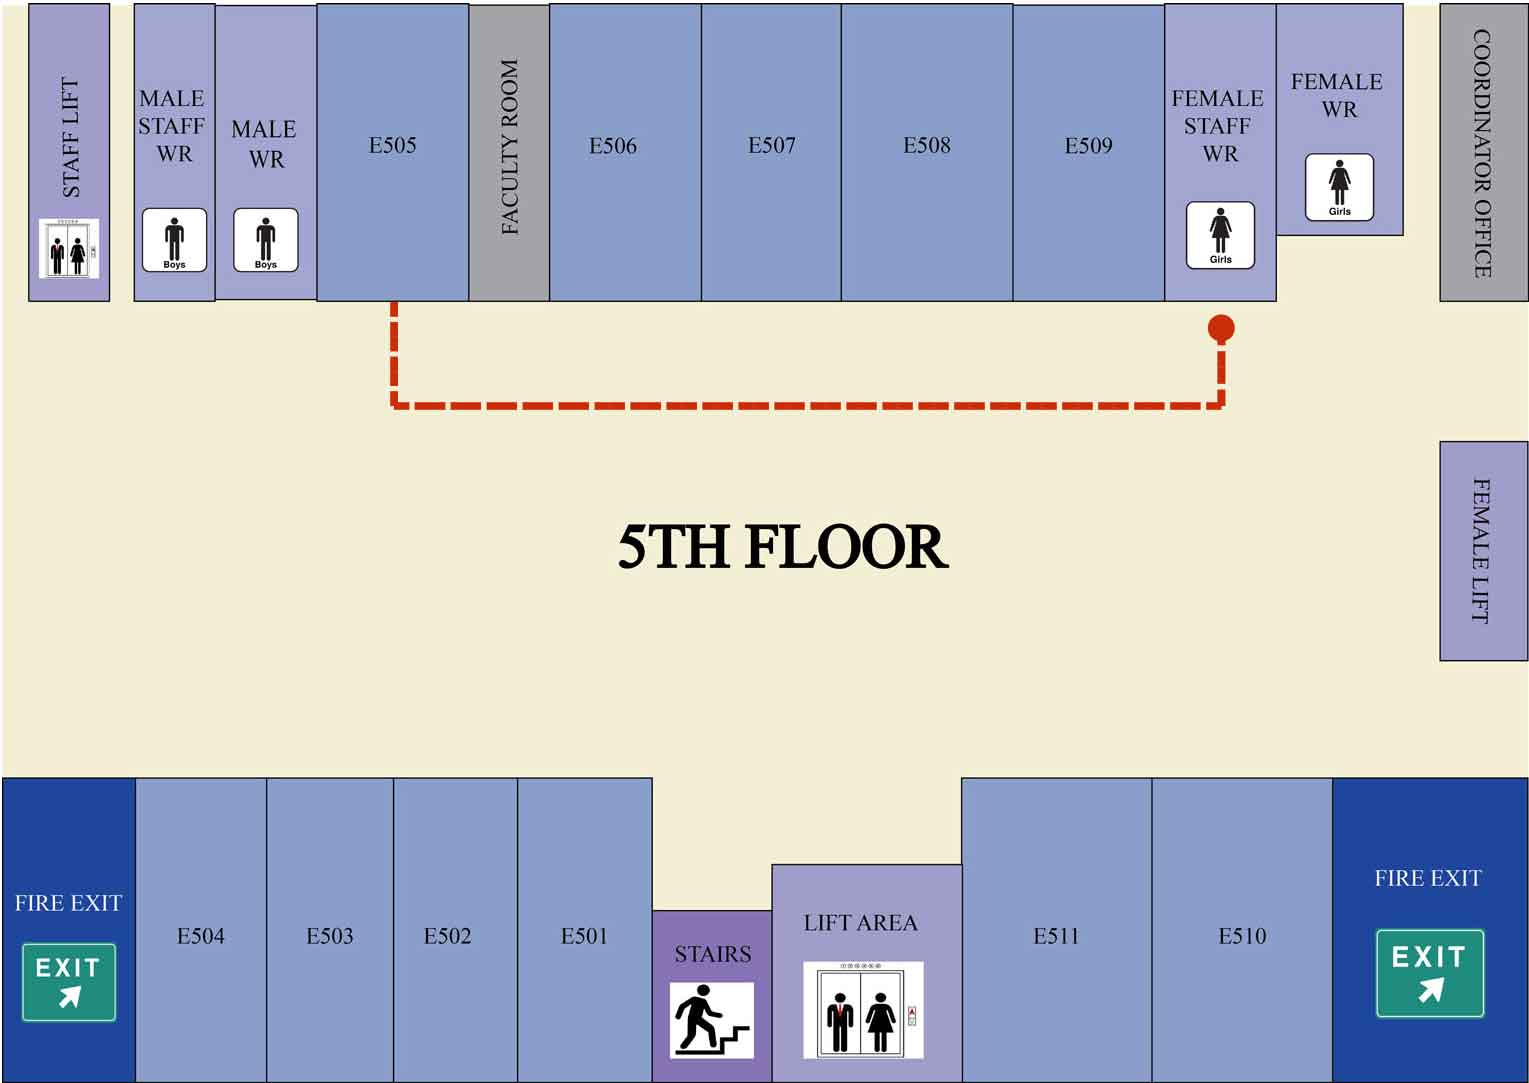 STAFF LIFT
MALE
STAFF
WR
Boys
MALE
WR
Boys
E505
FACULTY ROOM
E506
E507
E508
E509
FEMALE
STAFF
WR
Girls
FEMALE
WR
Girls
COORDINATOR OFFICE
5TH FLOOR
FEMALE LIFT
FIRE EXIT
EXIT
E504
E503
E502
E501
STAIRS
LIFT AREA
E511
E510
FIRE EXIT
EXIT